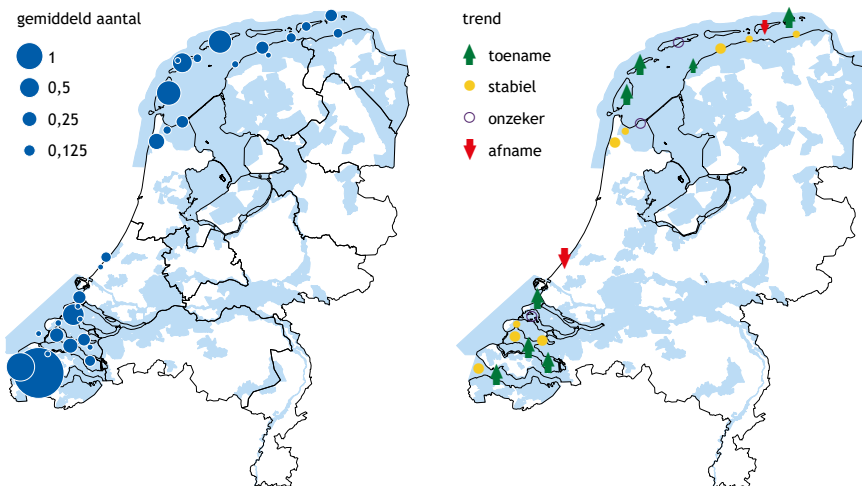 gemiddeld aantal
1
0,5
0,25
0,125
trend
toename
stabiel
onzeker
afname